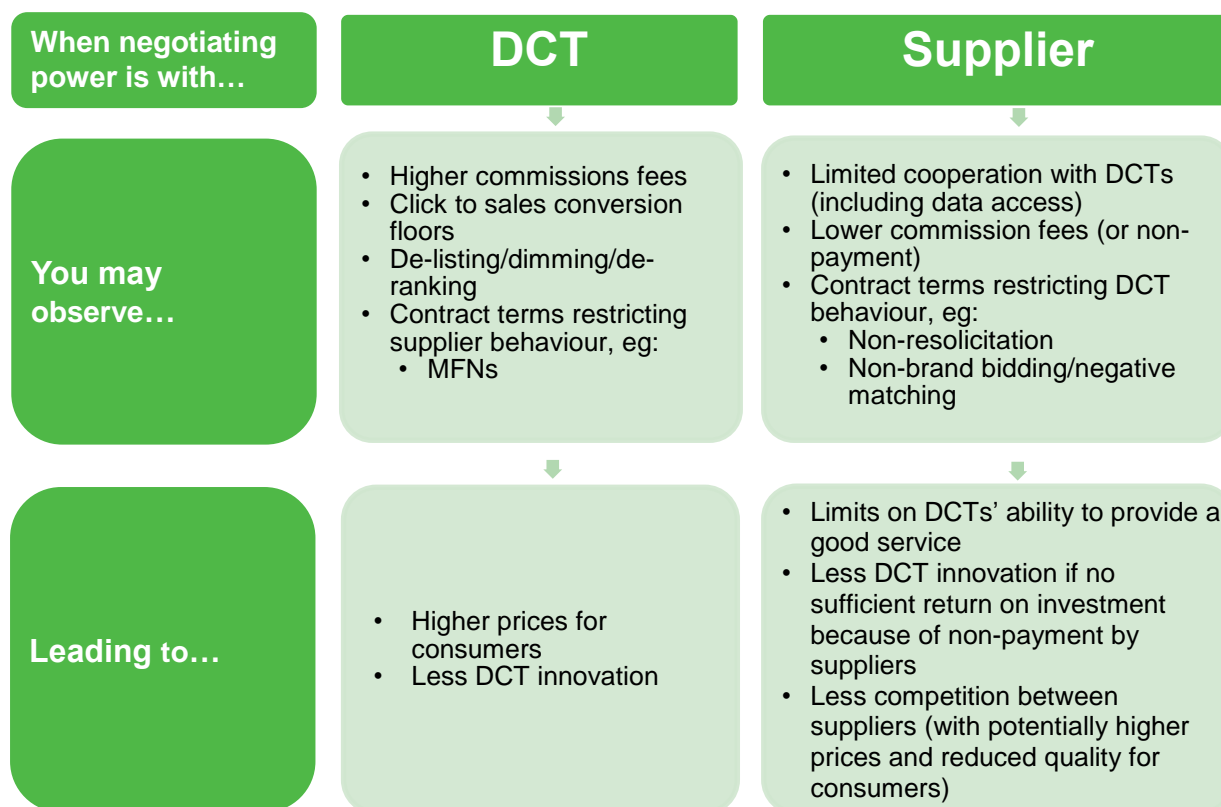 When negotiating
power is with…
DCT
Supplier
You may
observe…
• Higher commissions fees
• Click to sales conversion
floors
• De-listing/dimming/de-
ranking
• Contract terms restricting
supplier behaviour, eg:
• MFNs
• Limited cooperation with DCTs
(including data access)
• Lower commission fees (or non-
payment)
• Contract terms restricting DCT
behaviour, eg:
• Non-resolicitation
• Non-brand bidding/negative
matching
Leading to…
• Higher prices for
consumers
• Less DCT innovation
• Limits on DCTs’ ability to provide a
good service
• Less DCT innovation if no
sufficient return on investment
because of non-payment by
suppliers
• Less competition between
suppliers (with potentially higher
prices and reduced quality for
consumers)